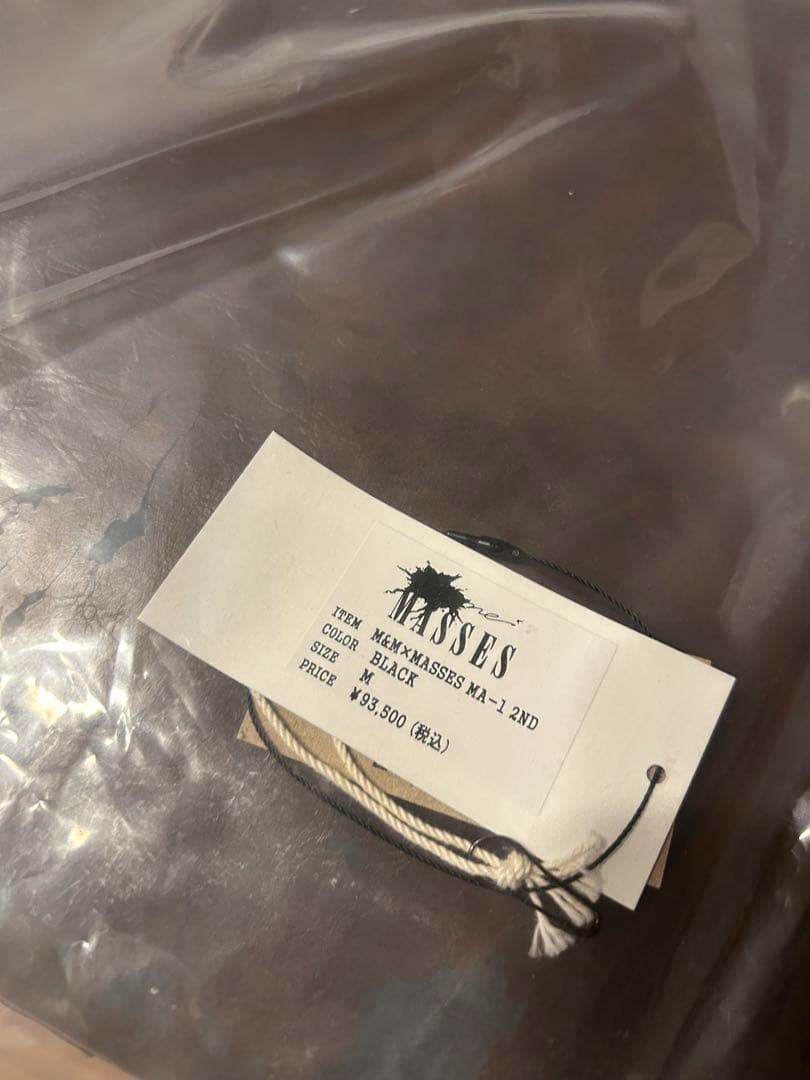 MASSES
ITEM M&M×MASSES MA-1 2ND
COLOR BLACK
SIZE M
PRICE ¥93,500 (税込)